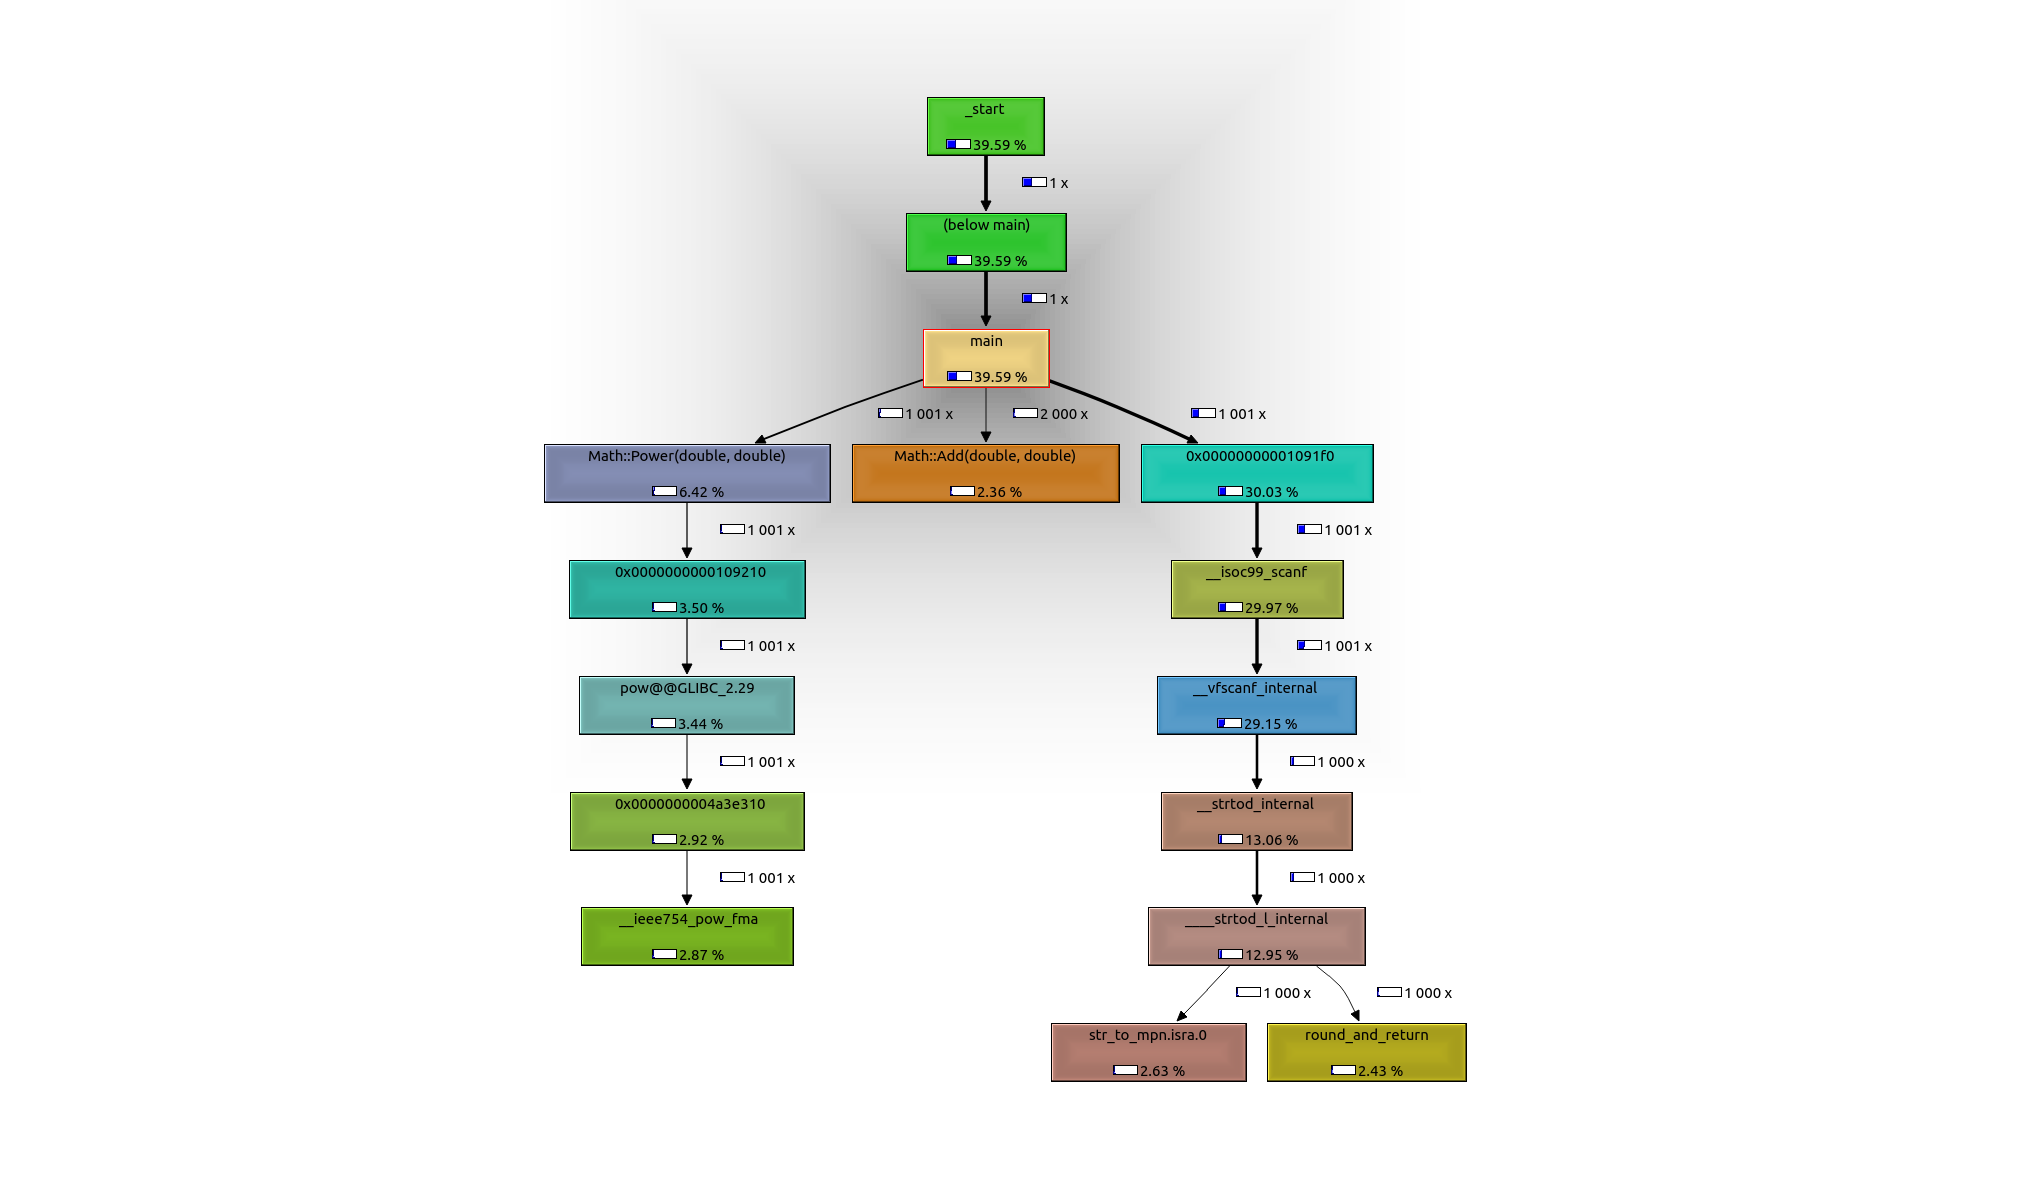 _start
39.59 %
1 x
(below main)
39.59 %
1 x
main
39.59 %
1 001 x
2 000 x
1 001 x
Math::Power(double, double)
6.42 %
Math::Add(double, double)
2.36 %
0x00000000001091f0
30.03 %
1 001 x
1 001 x
0x0000000000109210
3.50 %
__isoc99_scanf
29.97 %
1 001 x
1 001 x
pow@@GLIBC_2.29
3.44 %
__vfscanf_internal
29.15 %
1 001 x
1 000 x
0x0000000004a3e310
2.92 %
__strtod_internal
13.06 %
1 001 x
1 000 x
__ieee754_pow_fma
2.87 %
____strtod_l_internal
12.95 %
1 000 x
1 000 x
str_to_mpn.isra.0
2.63 %
round_and_return
2.43 %